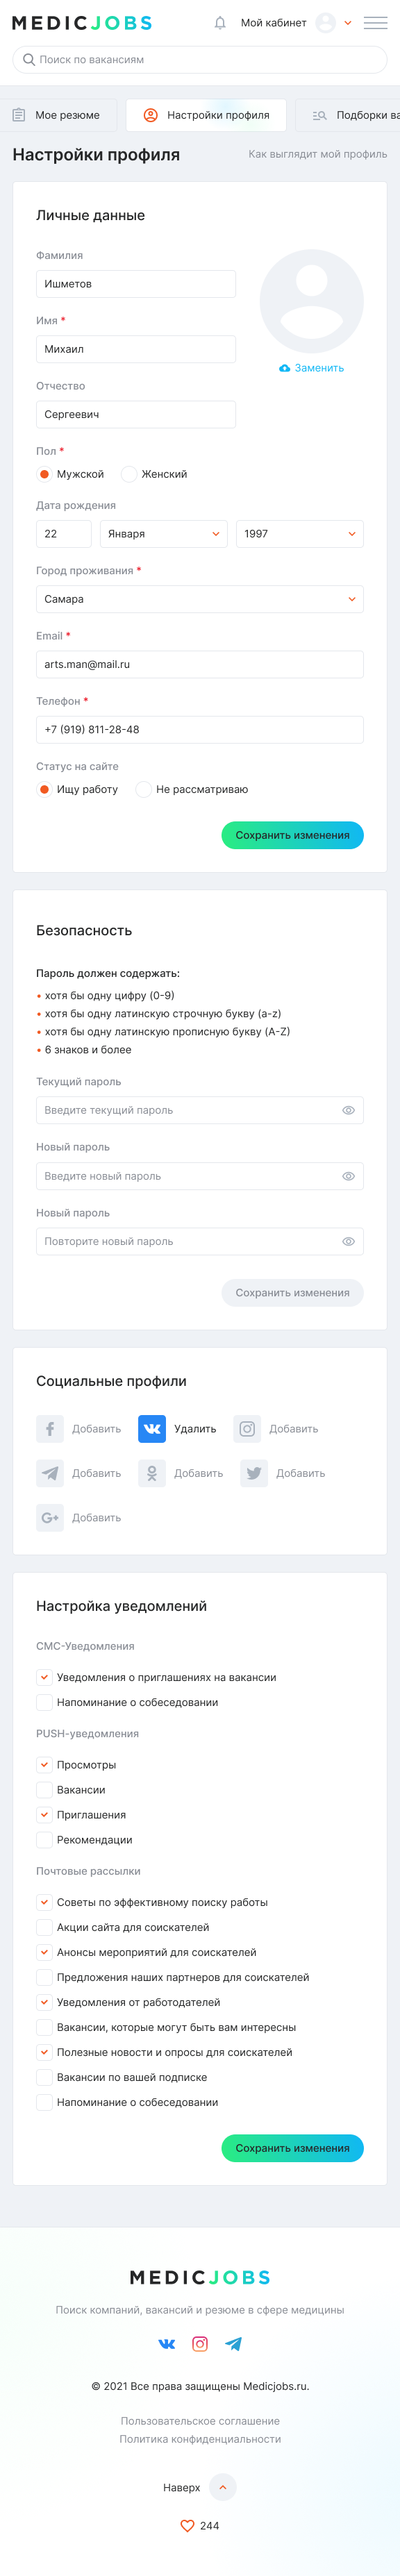 MEDICJOBS
Мой кабинет
Поиск по вакансиям
Мое резюме
Настройки профиля
Подборки ва
Настройки профиля
Как выглядит мой профиль
Личные данные
Фамилия
Ишметов
Имя *
Михаил
Заменить
Отчество
Сергеевич
Пол *
Мужской Женский
Дата рождения
22 Января 1997
Город проживания *
Самара
Email *
arts.man@mail.ru
Телефон *
+7 (919) 811-28-48
Статус на сайте
Ищу работу Не рассматриваю
Сохранить изменения
Безопасность
Пароль должен содержать:
• хотя бы одну цифру (0-9)
• хотя бы одну латинскую строчную букву (a-z)
• хотя бы одну латинскую прописную букву (A-Z)
• 6 знаков и более
Текущий пароль
Введите текущий пароль
Новый пароль
Введите новый пароль
Новый пароль
Повторите новый пароль
Сохранить изменения
Социальные профили
Добавить Удалить Добавить
Добавить Добавить Добавить
Добавить
Настройка уведомлений
СМС-Уведомления
Уведомления о приглашениях на вакансии
Напоминание о собеседовании
PUSH-уведомления
Просмотры
Вакансии
Приглашения
Рекомендации
Почтовые рассылки
Советы по эффективному поиску работы
Акции сайта для соискателей
Анонсы мероприятий для соискателей
Предложения наших партнеров для соискателей
Уведомления от работодателей
Вакансии, которые могут быть вам интересны
Полезные новости и опросы для соискателей
Вакансии по вашей подписке
Напоминание о собеседовании
Сохранить изменения
MEDICJOBS
Поиск компаний, вакансий и резюме в сфере медицины
© 2021 Все права защищены Medicjobs.ru.
Пользовательское соглашение
Политика конфиденциальности
Наверх
244